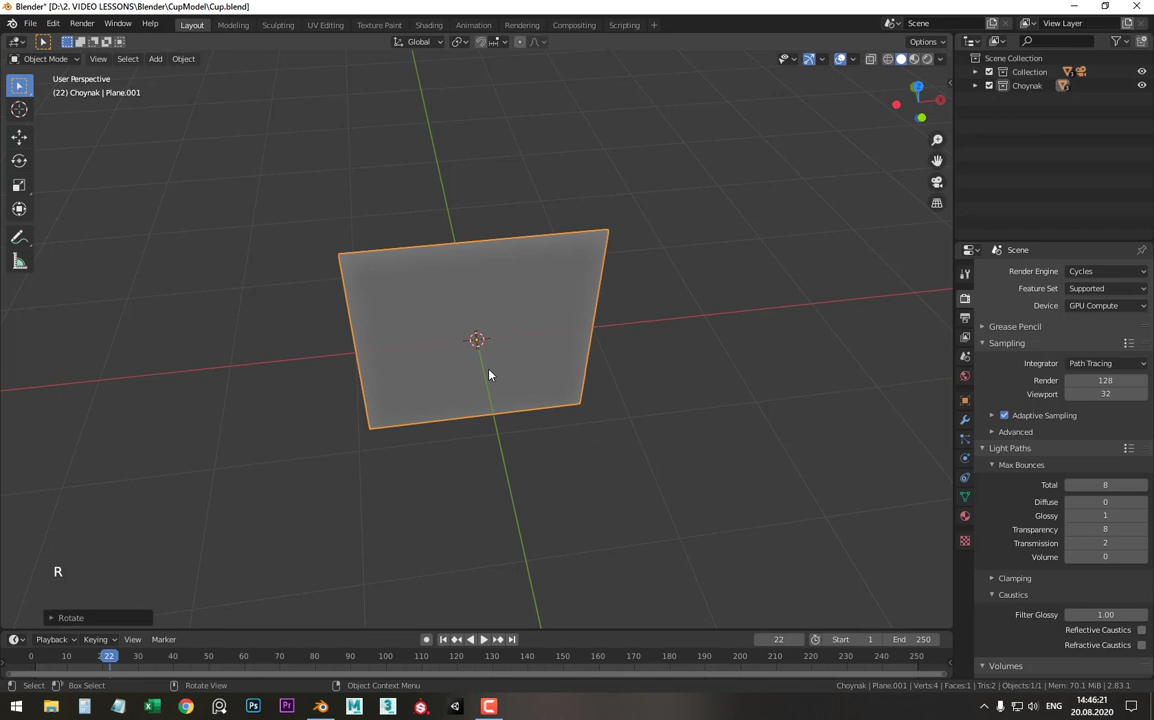 Blender* [D:\2. VIDEO LESSONS\Blender\CupModel\Cup.blend]
File Edit Render Window Help Layout Modeling Sculpting UV Editing Texture Paint Shading Animation Rendering Compositing Scripting + Scene View Layer
Global Options
Object Mode View Select Add Object
User Perspective
(22) Choynak | Plane.001
Scene Collection
Collection
Choynak
Z
X
Scene
Render Engine Cycles
Feature Set Supported
Device GPU Compute
Grease Pencil
Sampling
Integrator Path Tracing
Render 128
Viewport 32
Adaptive Sampling
Advanced
Light Paths
Max Bounces
Total 8
Diffuse 0
Glossy 1
Transparency 8
Transmission 2
Volume 0
Clamping
Caustics
Filter Glossy 1.00
Reflective Caustics
Refractive Caustics
Volumes
R
Rotate
Playback Keying View Marker 22 Start 1 End 250
0 10 22 30 40 50 60 70 80 90 100 110 120 130 140 150 160 170 180 190 200 210 220 230 240 250
Select Box Select Rotate View Object Context Menu Choynak | Plane.001 | Verts:4 | Faces:1 | Tris:2 | Objects:1/1 | Mem: 70.1 MiB | 2.83.1
Ps Pr M 3 C ENG 14:46:21
20.08.2020